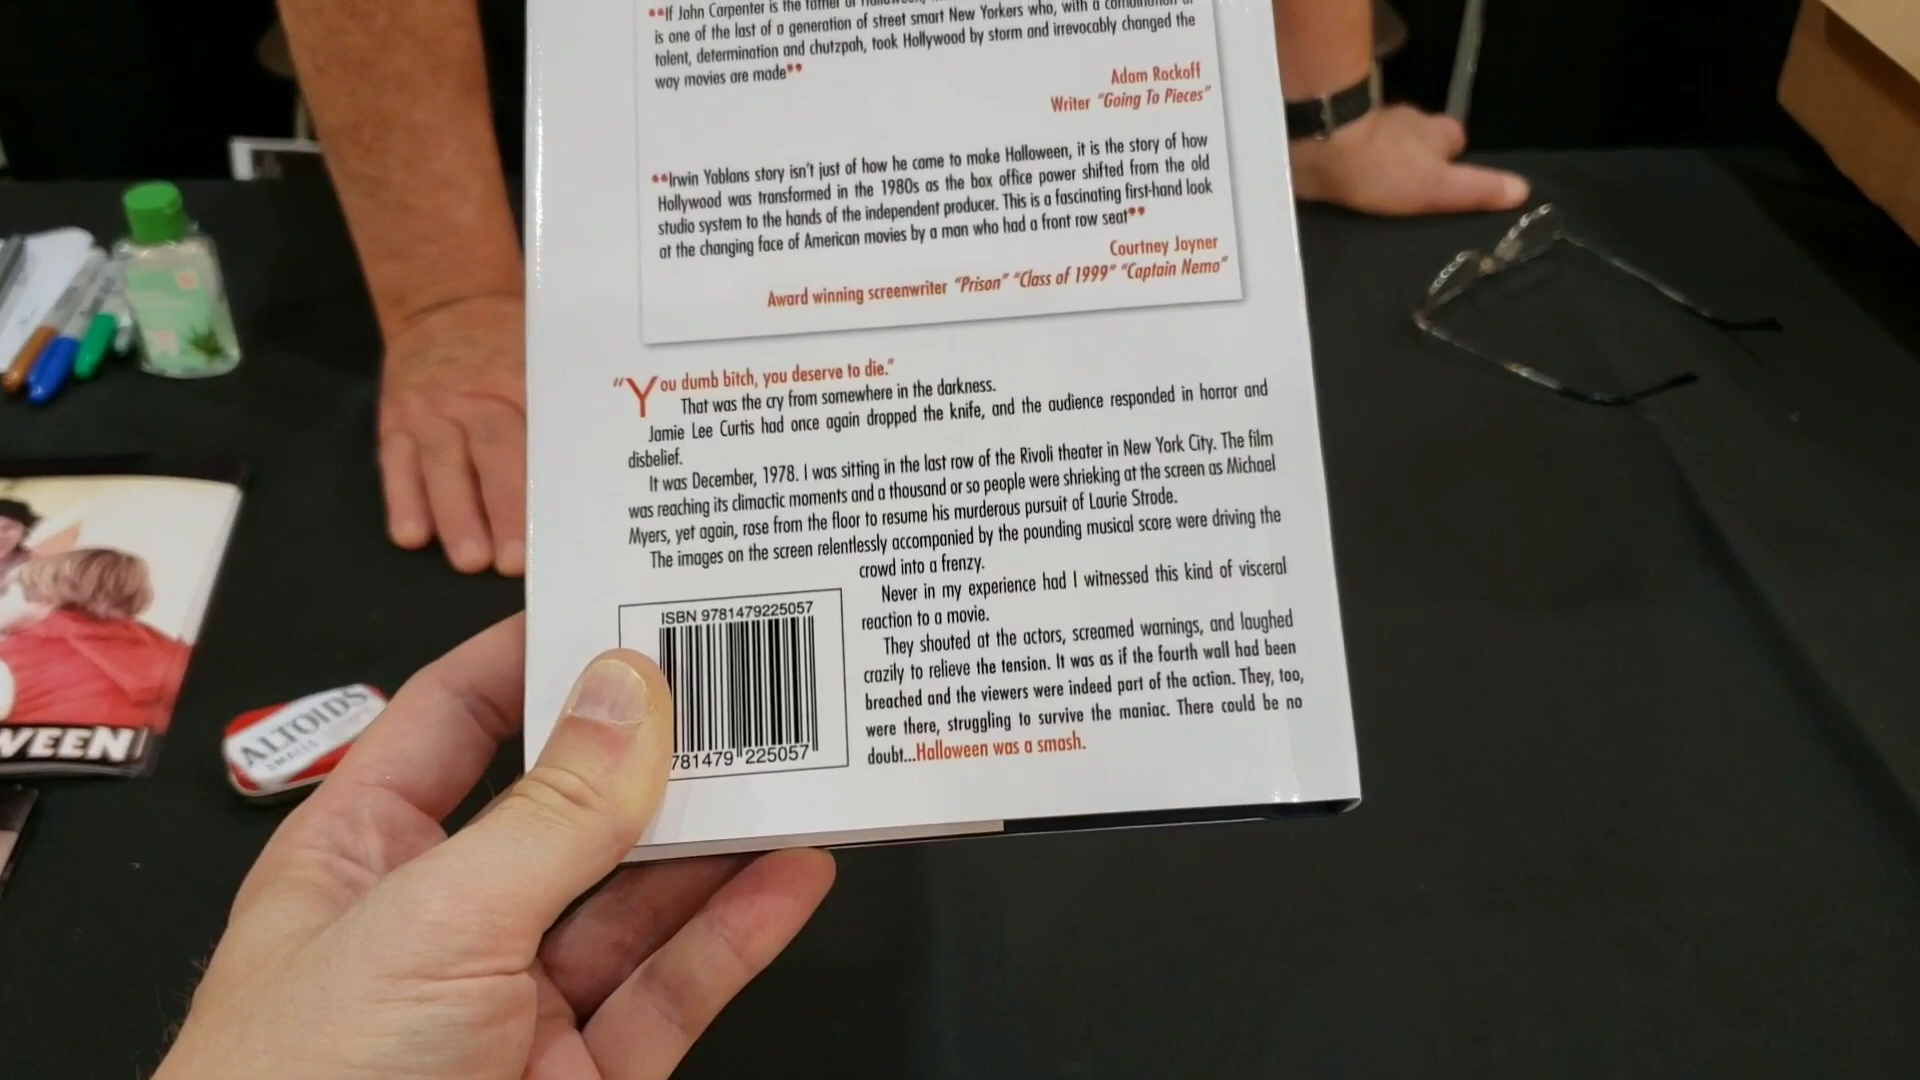 ““If John Carpenter is the father of Halloween,
is one of the last of a generation of street smart New Yorkers who, with a combination of
talent, determination and chutzpah, took Hollywood by storm and irrevocably changed the
way movies are made””
Adam Rockoff
Writer "Going To Pieces"
““Irwin Yablans story isn't just of how he came to make Halloween, it is the story of how
Hollywood was transformed in the 1980s as the box office power shifted from the old
studio system to the hands of the independent producer. This is a fascinating first-hand look
at the changing face of American movies by a man who had a front row seat””
Courtney Joyner
Award winning screenwriter "Prison" "Class of 1999" "Captain Nemo"
"You dumb bitch, you deserve to die."
That was the cry from somewhere in the darkness.
Jamie Lee Curtis had once again dropped the knife, and the audience responded in horror and
disbelief.
It was December, 1978. I was sitting in the last row of the Rivoli theater in New York City. The film
was reaching its climactic moments and a thousand or so people were shrieking at the screen as Michael
Myers, yet again, rose from the floor to resume his murderous pursuit of Laurie Strode.
The images on the screen relentlessly accompanied by the pounding musical score were driving the
crowd into a frenzy.
Never in my experience had I witnessed this kind of visceral
reaction to a movie.
They shouted at the actors, screamed warnings, and laughed
crazily to relieve the tension. It was as if the fourth wall had been
breached and the viewers were indeed part of the action. They, too,
were there, struggling to survive the maniac. There could be no
doubt...Halloween was a smash.
ISBN 9781479225057
781479 225057
VEEN
ALTOIDS
SMALLS